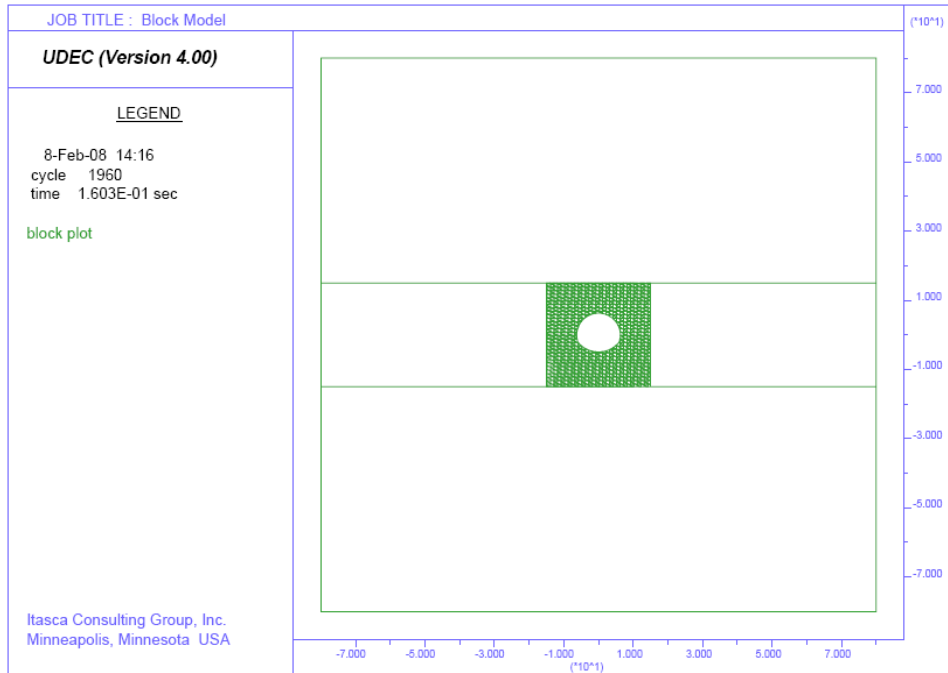 JOB TITLE : Block Model
(*10^1)
UDEC (Version 4.00)
LEGEND
8-Feb-08 14:16
cycle 1960
time 1.603E-01 sec
block plot
7.000
5.000
3.000
1.000
-1.000
-3.000
-5.000
-7.000
Itasca Consulting Group, Inc.
Minneapolis, Minnesota USA
-7.000 -5.000 -3.000 -1.000 1.000 3.000 5.000 7.000
(*10^1)